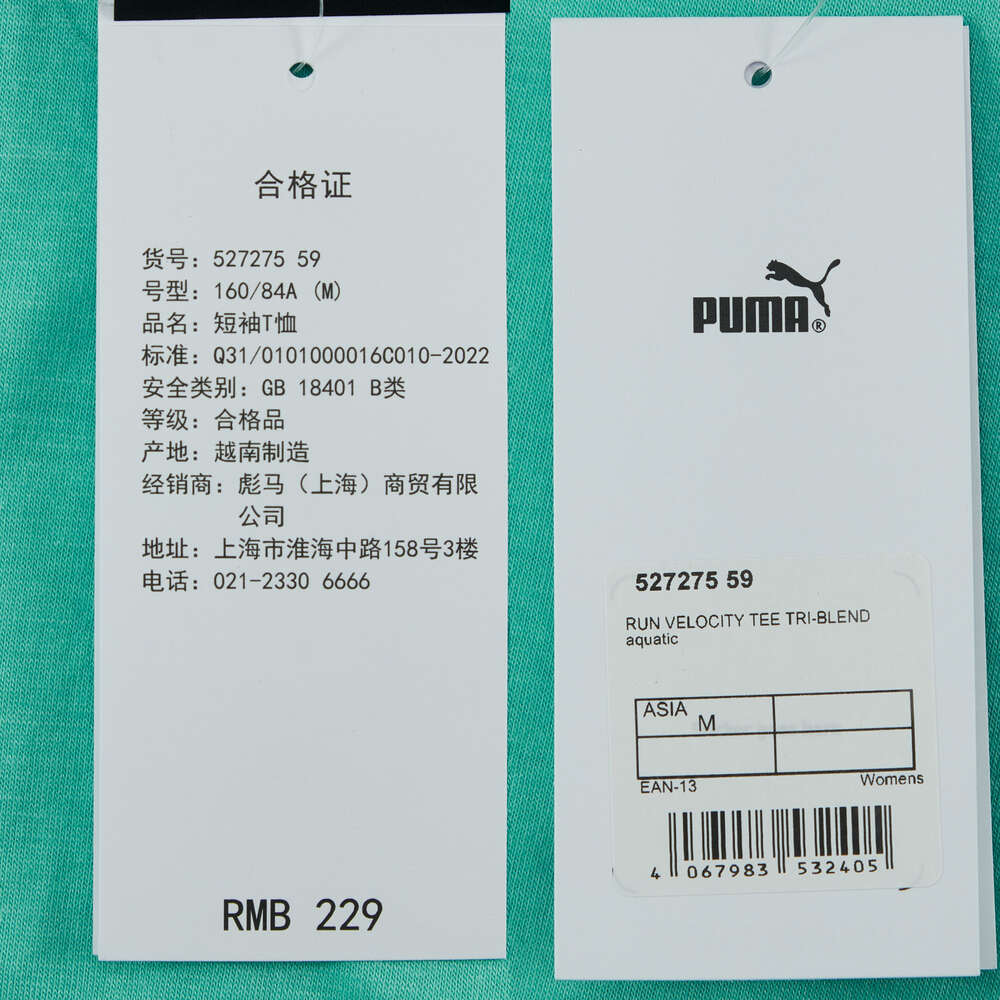 合格证
货号：527275 59
号型：160/84A (M)
品名：短袖T恤
标准：Q31/0101000016C010-2022
安全类别：GB 18401 B类
等级：合格品
产地：越南制造
经销商：彪马（上海）商贸有限
公司
地址：上海市淮海中路158号3楼
电话：021-2330 6666
RMB 229
PUMA®
527275 59
RUN VELOCITY TEE TRI-BLEND
aquatic
ASIA
M
EAN-13 Womens
4 067983 532405